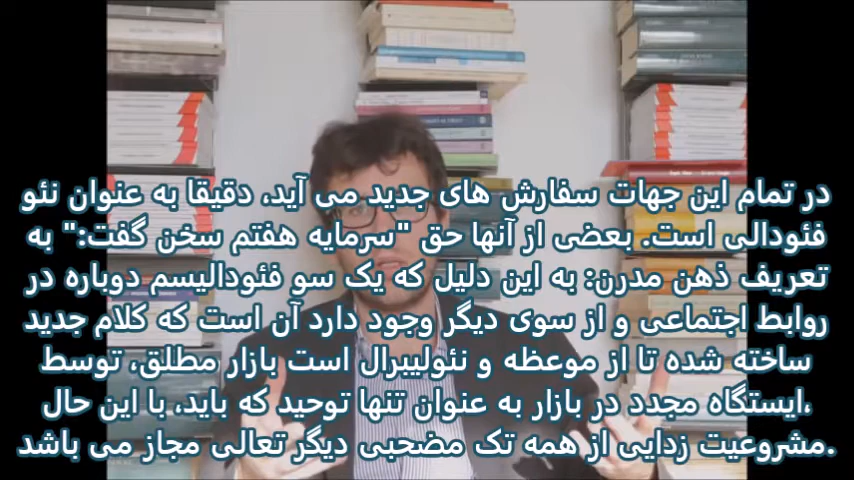 در تمام این جهات سفارش های جدید می آید، دقیقا به عنوان نئو
فئودالی است. بعضی از آنها حق "سرمایه هفتم سخن گفت:" به
تعریف ذهن مدرن: به این دلیل که یک سو فئودالیسم دوباره در
روابط اجتماعی و از سوی دیگر وجود دارد آن است که کلام جدید
ساخته شده تا از موعظه و نئولیبرال است بازار مطلق، توسط
ایستگاه مجدد در بازار به عنوان تنها توحید که باید، با این حال،
مشروعیت زدایی از همه تک مضحبی دیگر تعالی مجاز می باشد.